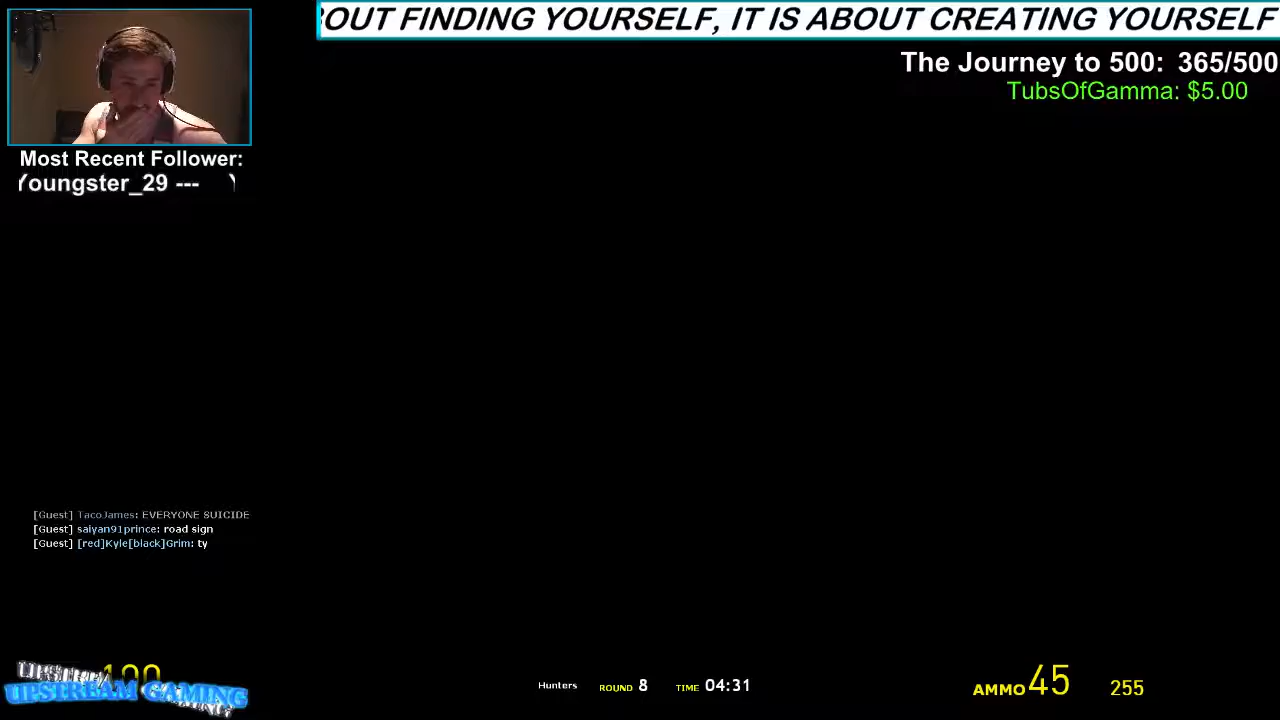 OUT FINDING YOURSELF, IT IS ABOUT CREATING YOURSELF
The Journey to 500: 365/500
TubsOfGamma: $5.00
Most Recent Follower:
Youngster_29 ---
[Guest] TacoJames: EVERYONE SUICIDE
[Guest] saiyan91prince: road sign
[Guest] [red]Kyle[black]Grim: ty
100
UPSTREAM GAMING
Hunters ROUND 8 TIME 04:31
AMMO 45 255